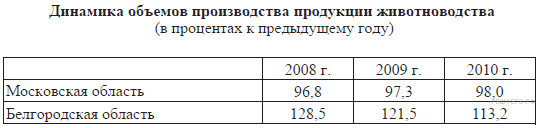 Динамика объемов производства продукции животноводства
(в процентах к предыдущему году)
2008 г. 2009 г. 2010 г.
Московская область 96,8 97,3 98,0
Белгородская область 128,5 121,5 113,2